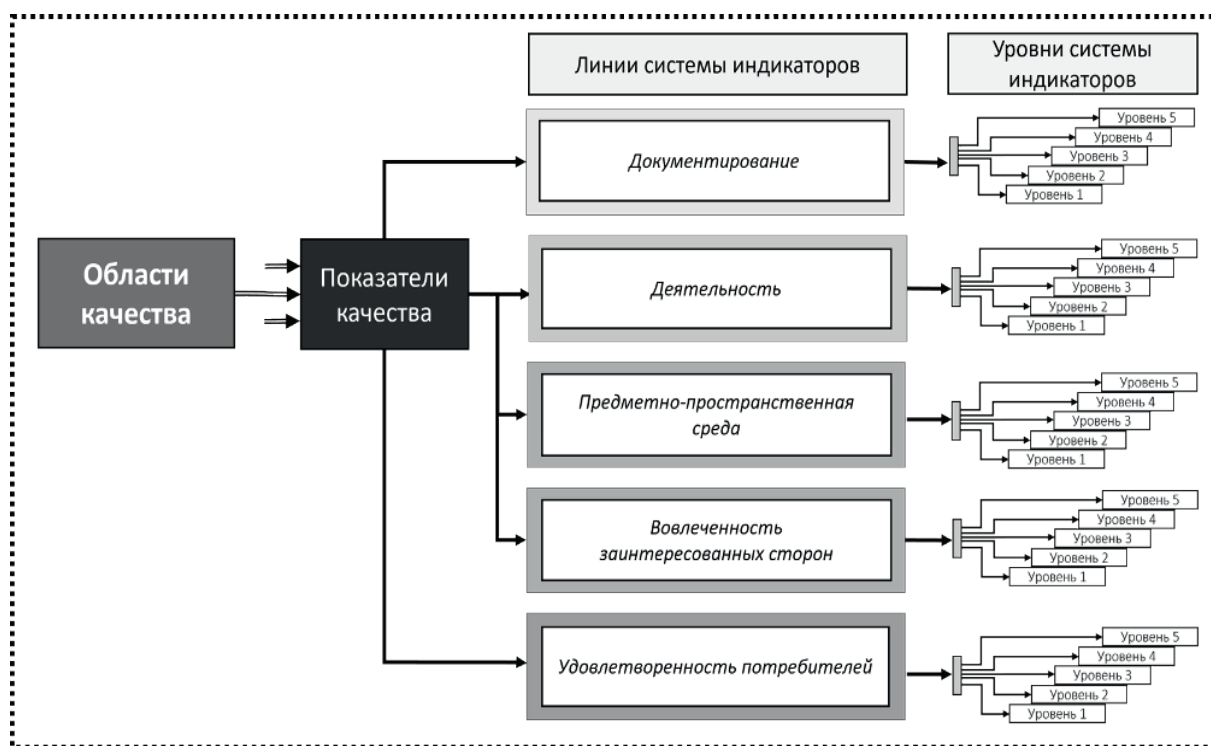 Линии системы индикаторов
Уровни системы
индикаторов
Области
качества
Показатели
качества
Документирование
Уровень 5
Уровень 4
Уровень 3
Уровень 2
Уровень 1
Деятельность
Уровень 5
Уровень 4
Уровень 3
Уровень 2
Уровень 1
Предметно-пространственная
среда
Уровень 5
Уровень 4
Уровень 3
Уровень 2
Уровень 1
Вовлеченность
заинтересованных сторон
Уровень 5
Уровень 4
Уровень 3
Уровень 2
Уровень 1
Удовлетворенность потребителей
Уровень 5
Уровень 4
Уровень 3
Уровень 2
Уровень 1